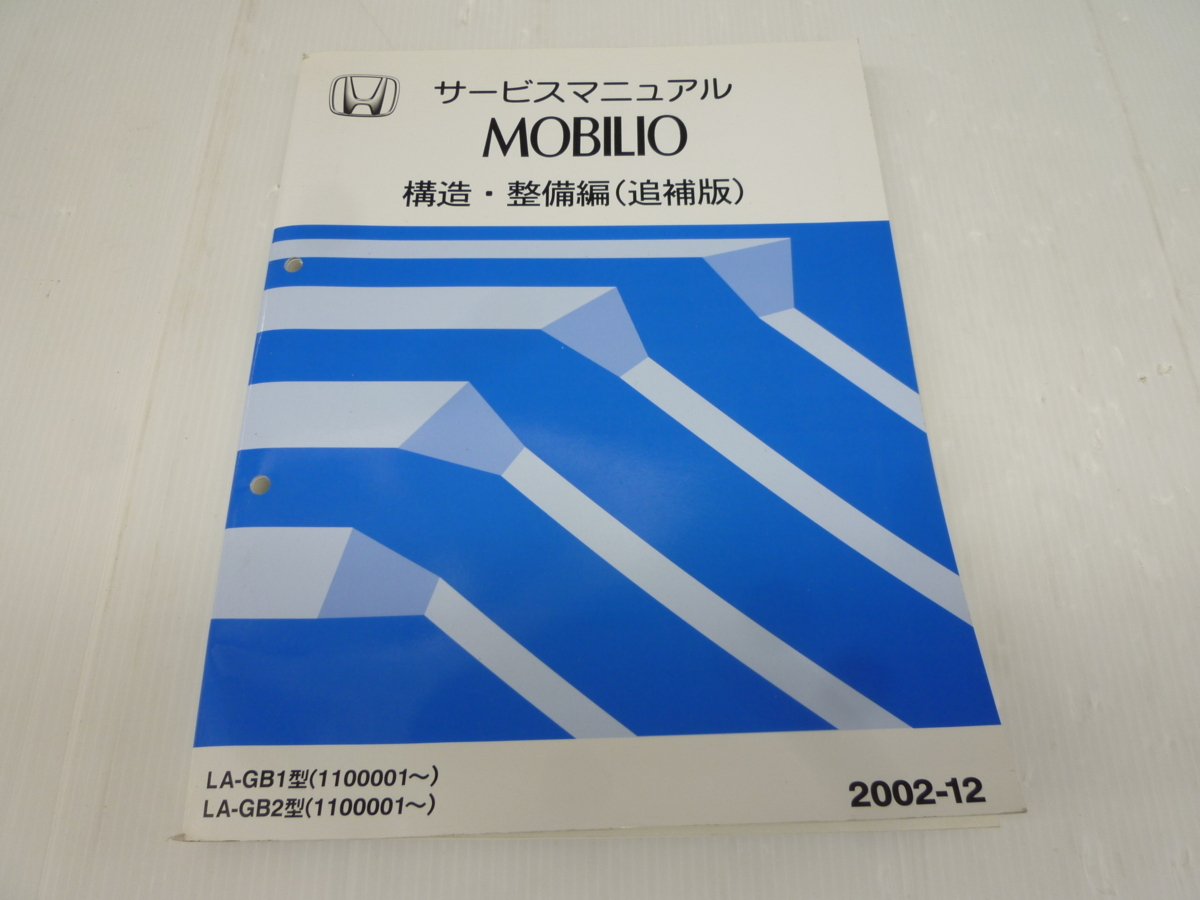 サービスマニュアル
MOBILIO
構造・整備編(追補版)
LA-GB1型(1100001〜)
LA-GB2型(1100001〜)
2002-12